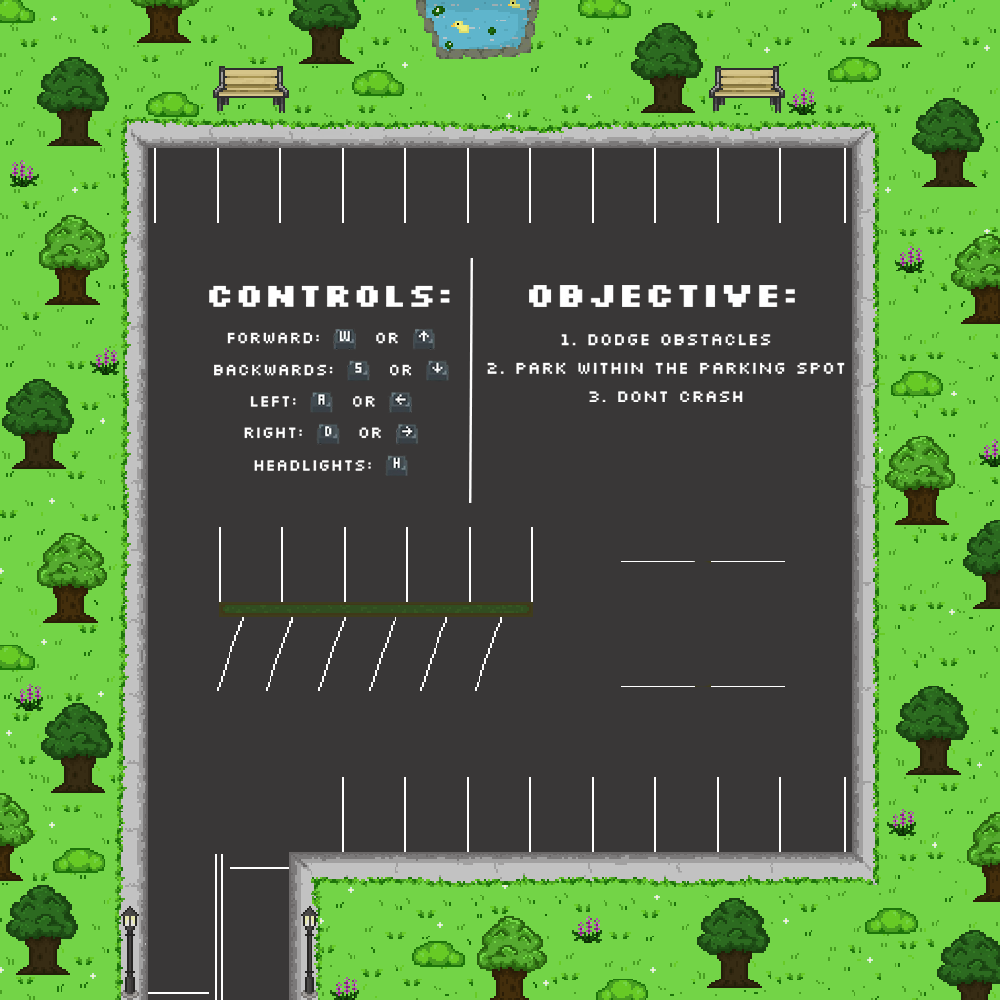 CONTROLS:
FORWARD: W OR ↑
BACKWARDS: S OR ↓
LEFT: A OR ←
RIGHT: D OR →
HEADLIGHTS: H
OBJECTIVE:
1. DODGE OBSTACLES
2. PARK WITHIN THE PARKING SPOT
3. DONT CRASH